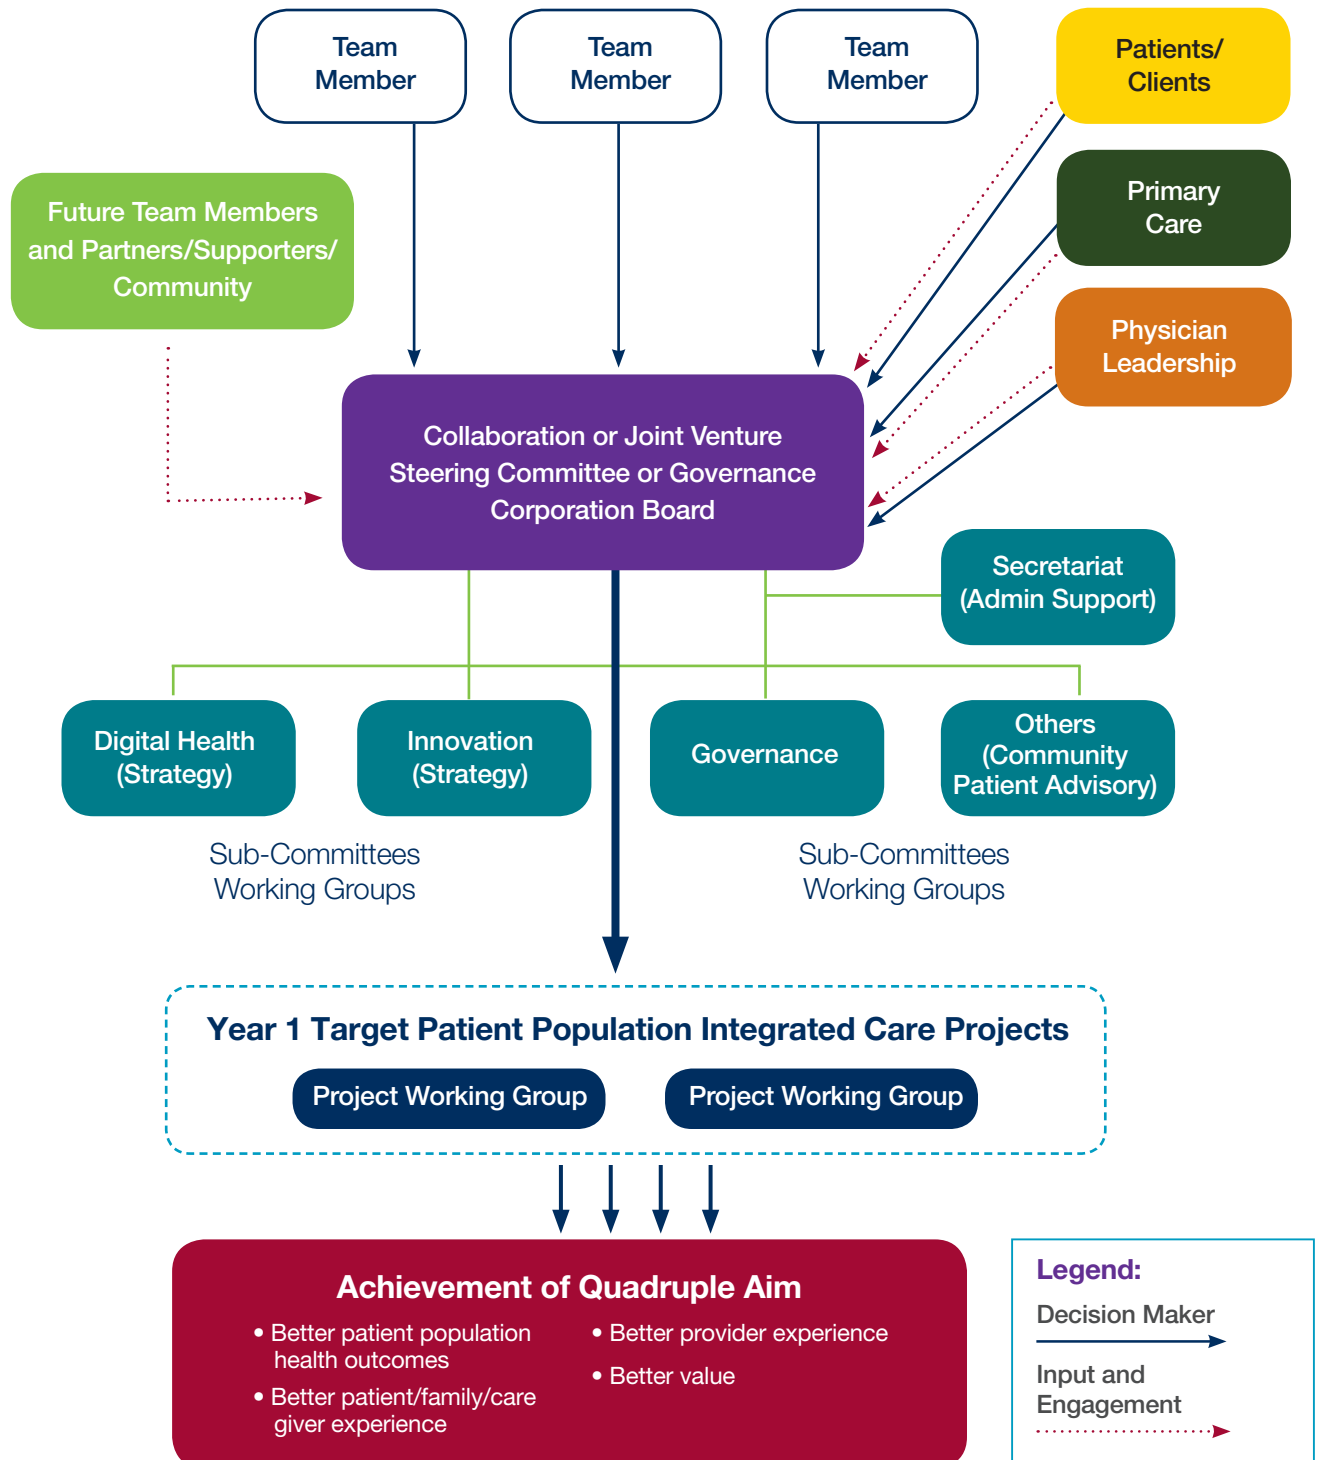 Team
Member
Team
Member
Team
Member
Patients/
Clients
Primary
Care
Future Team Members
and Partners/Supporters/
Community
Physician
Leadership
Collaboration or Joint Venture
Steering Committee or Governance
Corporation Board
Secretariat
(Admin Support)
Digital Health
(Strategy)
Innovation
(Strategy)
Governance
Others
(Community
Patient Advisory)
Sub-Committees
Working Groups
Sub-Committees
Working Groups
Year 1 Target Patient Population Integrated Care Projects
Project Working Group
Project Working Group
Achievement of Quadruple Aim
• Better patient population
health outcomes
• Better patient/family/care
giver experience
• Better provider experience
• Better value
Legend:
Decision Maker
Input and
Engagement